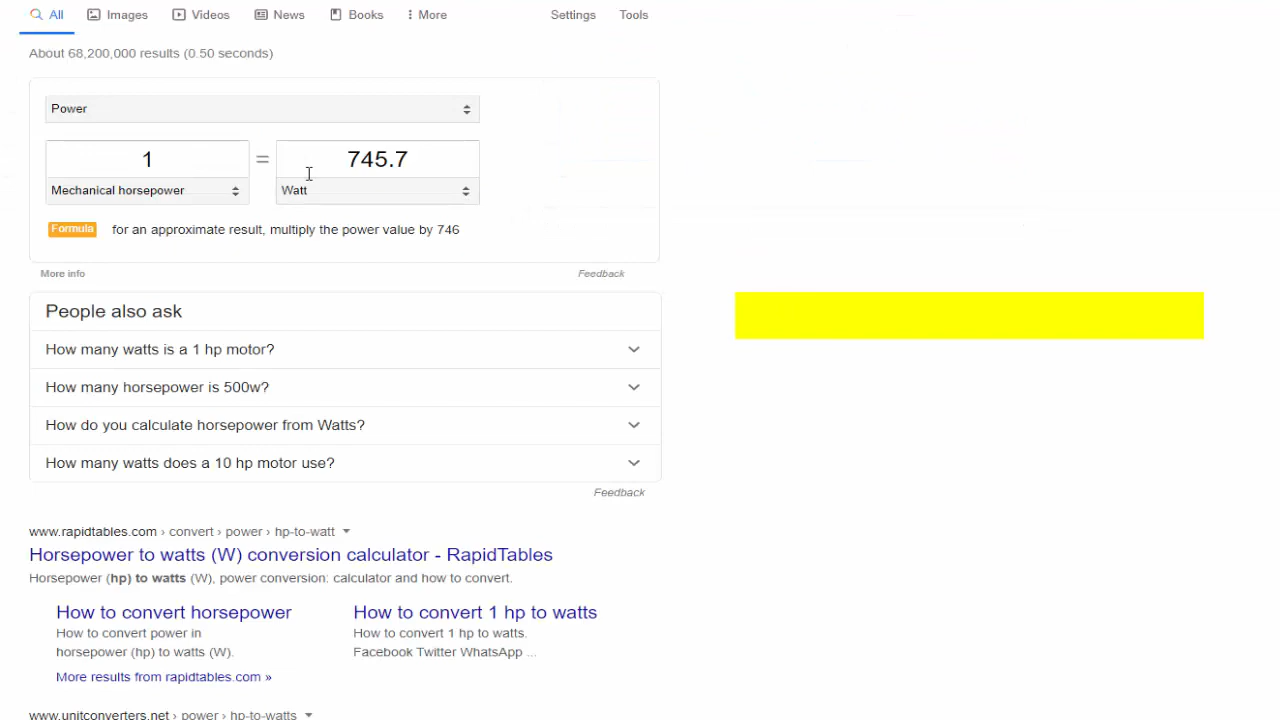 All Images Videos News Books More Settings Tools
About 68,200,000 results (0.50 seconds)
Power
1 = 745.7
Mechanical horsepower Watt
Formula for an approximate result, multiply the power value by 746
More info Feedback
People also ask
How many watts is a 1 hp motor?
How many horsepower is 500w?
How do you calculate horsepower from Watts?
How many watts does a 10 hp motor use?
Feedback
www.rapidtables.com › convert › power › hp-to-watt
Horsepower to watts (W) conversion calculator - RapidTables
Horsepower (hp) to watts (W), power conversion: calculator and how to convert.
How to convert horsepower How to convert 1 hp to watts
How to convert power in How to convert 1 hp to watts.
horsepower (hp) to watts (W). Facebook Twitter WhatsApp ...
More results from rapidtables.com »
www.unitconverters.net › power › hp-to-watts